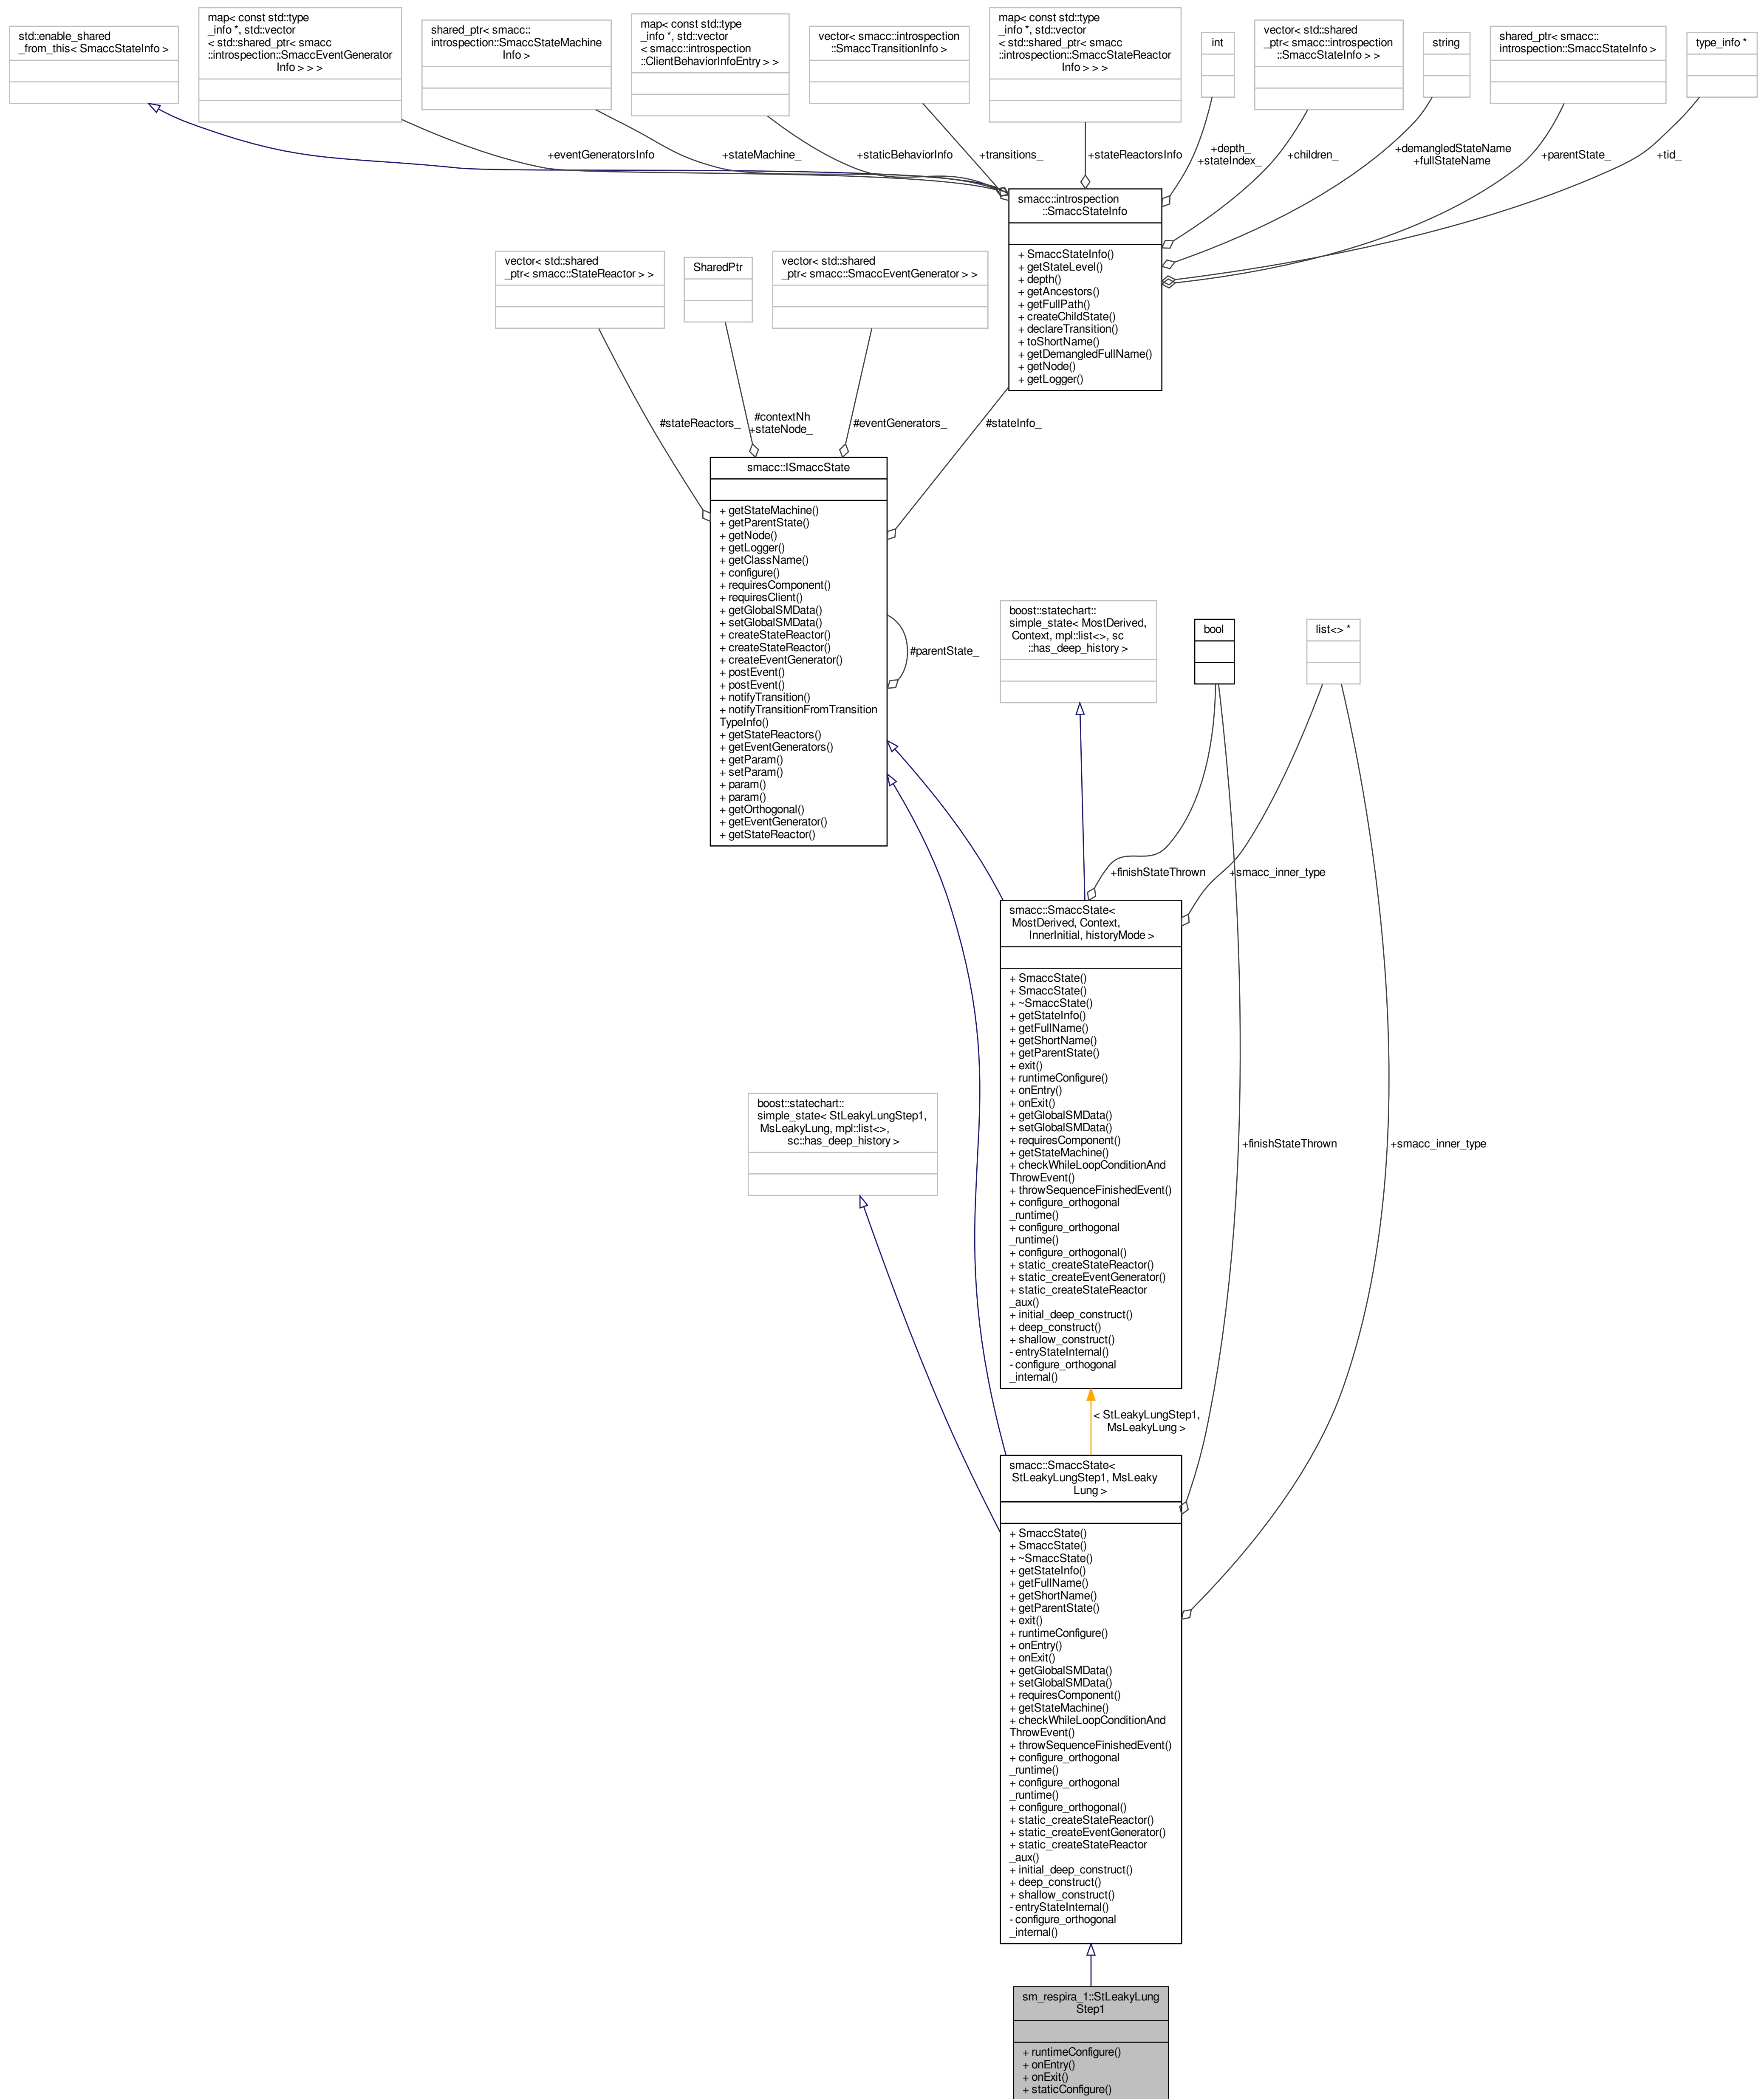 std::enable_shared
_from_this< SmaccStateInfo >
map< const std::type
_info *, std::vector
< std::shared_ptr< smacc
::introspection::SmaccEventGenerator
Info > > >
shared_ptr< smacc::
introspection::SmaccStateMachine
Info >
map< const std::type
_info *, std::vector
< smacc::introspection
::ClientBehaviorInfoEntry > >
vector< smacc::introspection
::SmaccTransitionInfo >
map< const std::type
_info *, std::vector
< std::shared_ptr< smacc
::introspection::SmaccStateReactor
Info > > >
int
vector< std::shared
_ptr< smacc::introspection
::SmaccStateInfo > >
string
shared_ptr< smacc::
introspection::SmaccStateInfo >
type_info *
+eventGeneratorsInfo
+stateMachine_
+staticBehaviorInfo
+transitions_
+stateReactorsInfo
+depth_
+stateIndex_
+children_
+demangledStateName
+fullStateName
+parentState_
+tid_
smacc::introspection
::SmaccStateInfo
+ SmaccStateInfo()
+ getStateLevel()
+ depth()
+ getAncestors()
+ getFullPath()
+ createChildState()
+ declareTransition()
+ toShortName()
+ getDemangledFullName()
+ getNode()
+ getLogger()
vector< std::shared
_ptr< smacc::StateReactor > >
SharedPtr
vector< std::shared
_ptr< smacc::SmaccEventGenerator > >
#stateReactors_
#contextNh
+stateNode_
#eventGenerators_
#stateInfo_
smacc::ISmaccState
+ getStateMachine()
+ getParentState()
+ getNode()
+ getLogger()
+ getClassName()
+ configure()
+ requiresComponent()
+ requiresClient()
+ getGlobalSMData()
+ setGlobalSMData()
+ createStateReactor()
+ createStateReactor()
+ createEventGenerator()
+ postEvent()
+ postEvent()
+ notifyTransition()
+ notifyTransitionFromTransition
TypeInfo()
+ getStateReactors()
+ getEventGenerators()
+ getParam()
+ setParam()
+ param()
+ param()
+ getOrthogonal()
+ getEventGenerator()
+ getStateReactor()
#parentState_
boost::statechart::
simple_state< MostDerived,
Context, mpl::list<>, sc
::has_deep_history >
bool
list<> *
+finishStateThrown
+smacc_inner_type
smacc::SmaccState<
MostDerived, Context,
InnerInitial, historyMode >
+ SmaccState()
+ SmaccState()
+ ~SmaccState()
+ getStateInfo()
+ getFullName()
+ getShortName()
+ getParentState()
+ exit()
+ runtimeConfigure()
+ onEntry()
+ onExit()
+ getGlobalSMData()
+ setGlobalSMData()
+ requiresComponent()
+ getStateMachine()
+ checkWhileLoopConditionAnd
ThrowEvent()
+ throwSequenceFinishedEvent()
+ configure_orthogonal
_runtime()
+ configure_orthogonal
_runtime()
+ configure_orthogonal()
+ static_createStateReactor()
+ static_createEventGenerator()
+ static_createStateReactor
_aux()
+ initial_deep_construct()
+ deep_construct()
+ shallow_construct()
- entryStateInternal()
- configure_orthogonal
_internal()
boost::statechart::
simple_state< StLeakyLungStep1,
MsLeakyLung, mpl::list<>,
sc::has_deep_history >
+finishStateThrown
+smacc_inner_type
< StLeakyLungStep1,
MsLeakyLung >
smacc::SmaccState<
StLeakyLungStep1, MsLeaky
Lung >
+ SmaccState()
+ SmaccState()
+ ~SmaccState()
+ getStateInfo()
+ getFullName()
+ getShortName()
+ getParentState()
+ exit()
+ runtimeConfigure()
+ onEntry()
+ onExit()
+ getGlobalSMData()
+ setGlobalSMData()
+ requiresComponent()
+ getStateMachine()
+ checkWhileLoopConditionAnd
ThrowEvent()
+ throwSequenceFinishedEvent()
+ configure_orthogonal
_runtime()
+ configure_orthogonal
_runtime()
+ configure_orthogonal()
+ static_createStateReactor()
+ static_createEventGenerator()
+ static_createStateReactor
_aux()
+ initial_deep_construct()
+ deep_construct()
+ shallow_construct()
- entryStateInternal()
- configure_orthogonal
_internal()
sm_respira_1::StLeakyLung
Step1
+ runtimeConfigure()
+ onEntry()
+ onExit()
+ staticConfigure()